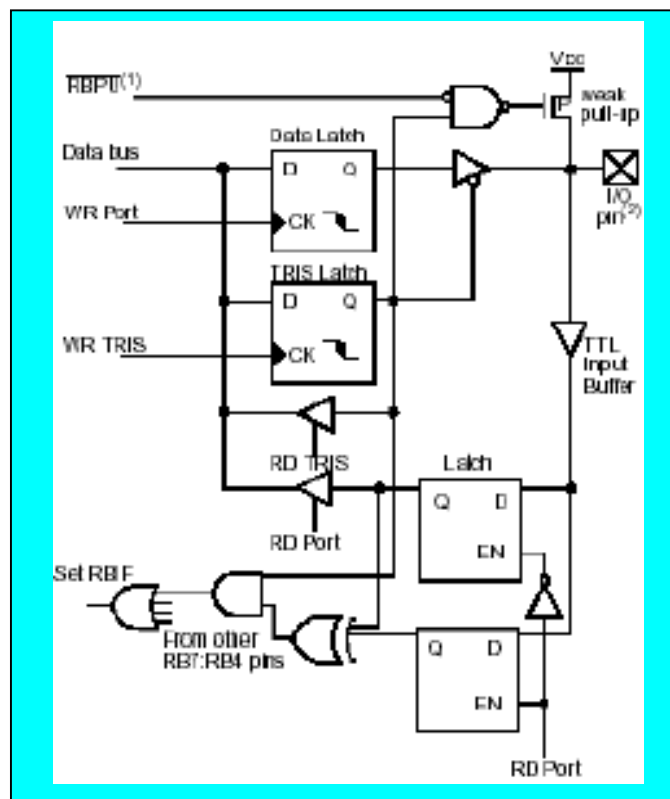 VDD
RBPU(1)
weak
pull-up
Data bus
Data Latch
D Q
WR Port
CK
I/O
pin(2)
TRIS Latch
D Q
WR TRIS
CK
TTL
Input
Buffer
RD TRIS
Latch
Q D
RD Port
EN
Set RBIF
From other
RB7:RB4 pins
Q D
EN
RD Port
P